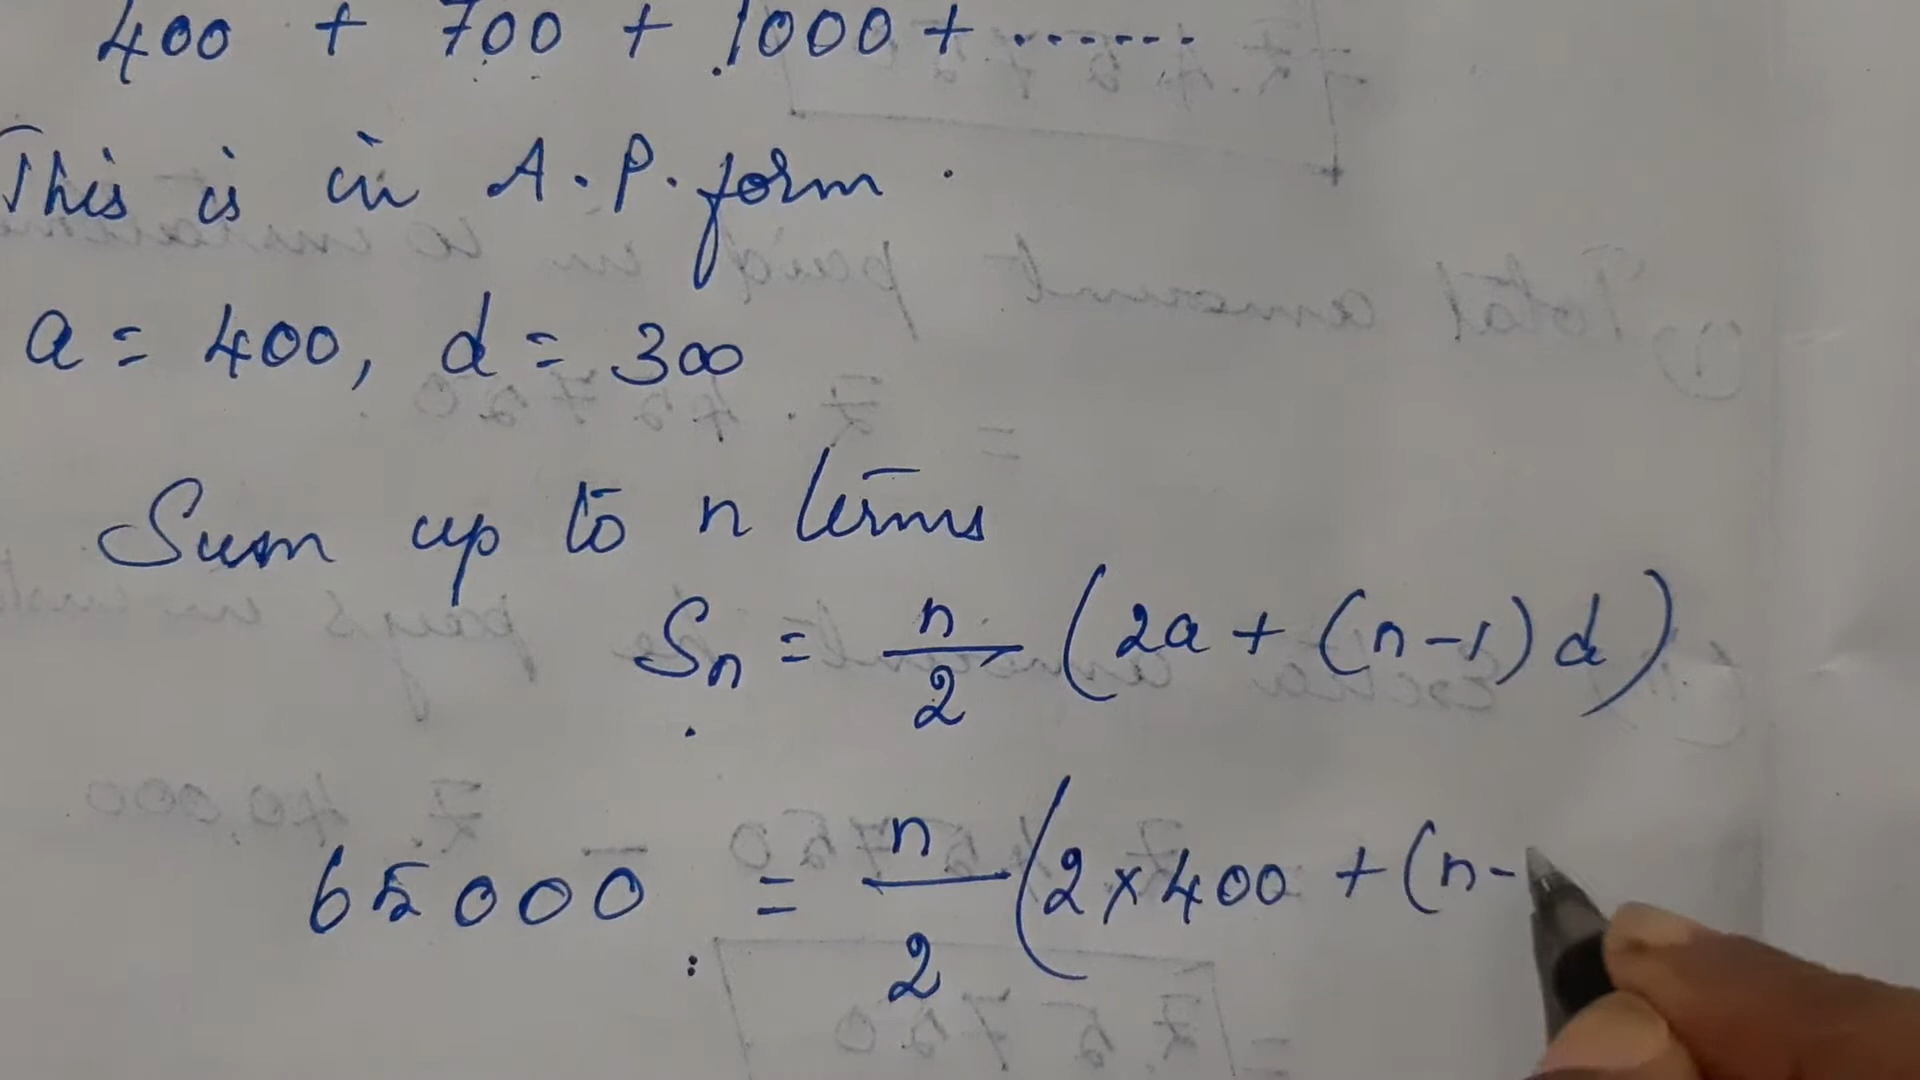 400 + 700 + 1000 + .......
This is in A.P. form.
a = 400, d = 300
Sum up to n terms
Sn = n/2 (2a + (n-1) d)
65000 = n/2 (2×400 + (n-